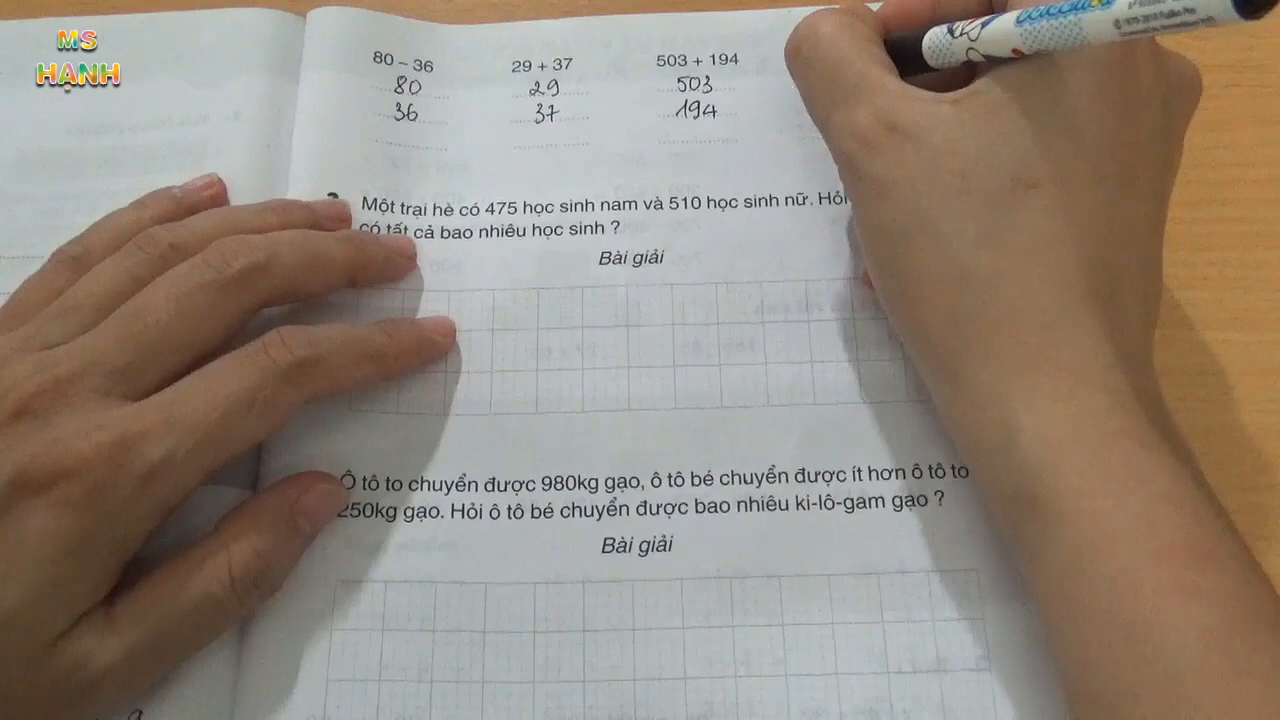 MS
HẠNH
80 – 36
29 + 37
503 + 194
80
29
503
36
37
194
Một trại hè có 475 học sinh nam và 510 học sinh nữ. Hỏi
có tất cả bao nhiêu học sinh ?
Bài giải
Ô tô to chuyển được 980kg gạo, ô tô bé chuyển được ít hơn ô tô to
250kg gạo. Hỏi ô tô bé chuyển được bao nhiêu ki-lô-gam gạo ?
Bài giải